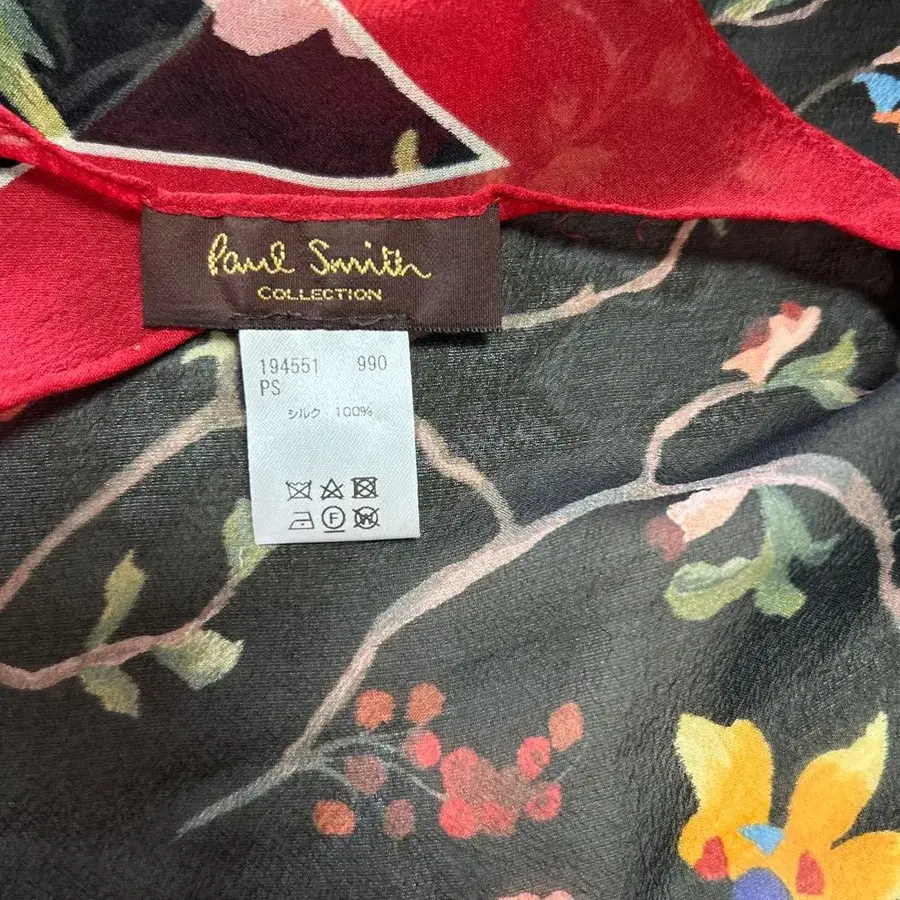 Paul Smith
COLLECTION
194551 990
PS
シルク 100%
F
W